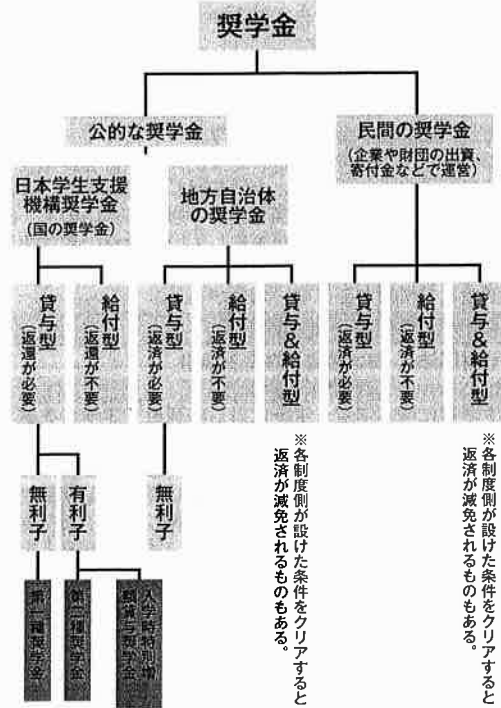 奨学金
公的な奨学金
民間の奨学金
(企業や財団の出資、
寄付金などで運営)
日本学生支援
機構奨学金
(国の奨学金)
地方自治体
の奨学金
貸与型
(返還が必要)
給付型
(返還が不要)
貸与型
(返済が必要)
給付型
(返済が不要)
貸与&給付型
貸与型
(返済が必要)
給付型
(返済が不要)
貸与&給付型
※各制度側が設けた条件をクリアすると
返済が減免されるものもある。
※各制度側が設けた条件をクリアすると
返済が減免されるものもある。
無利子
有利子
無利子
第一種奨学金
第二種奨学金
入学時特別増
額貸与奨学金